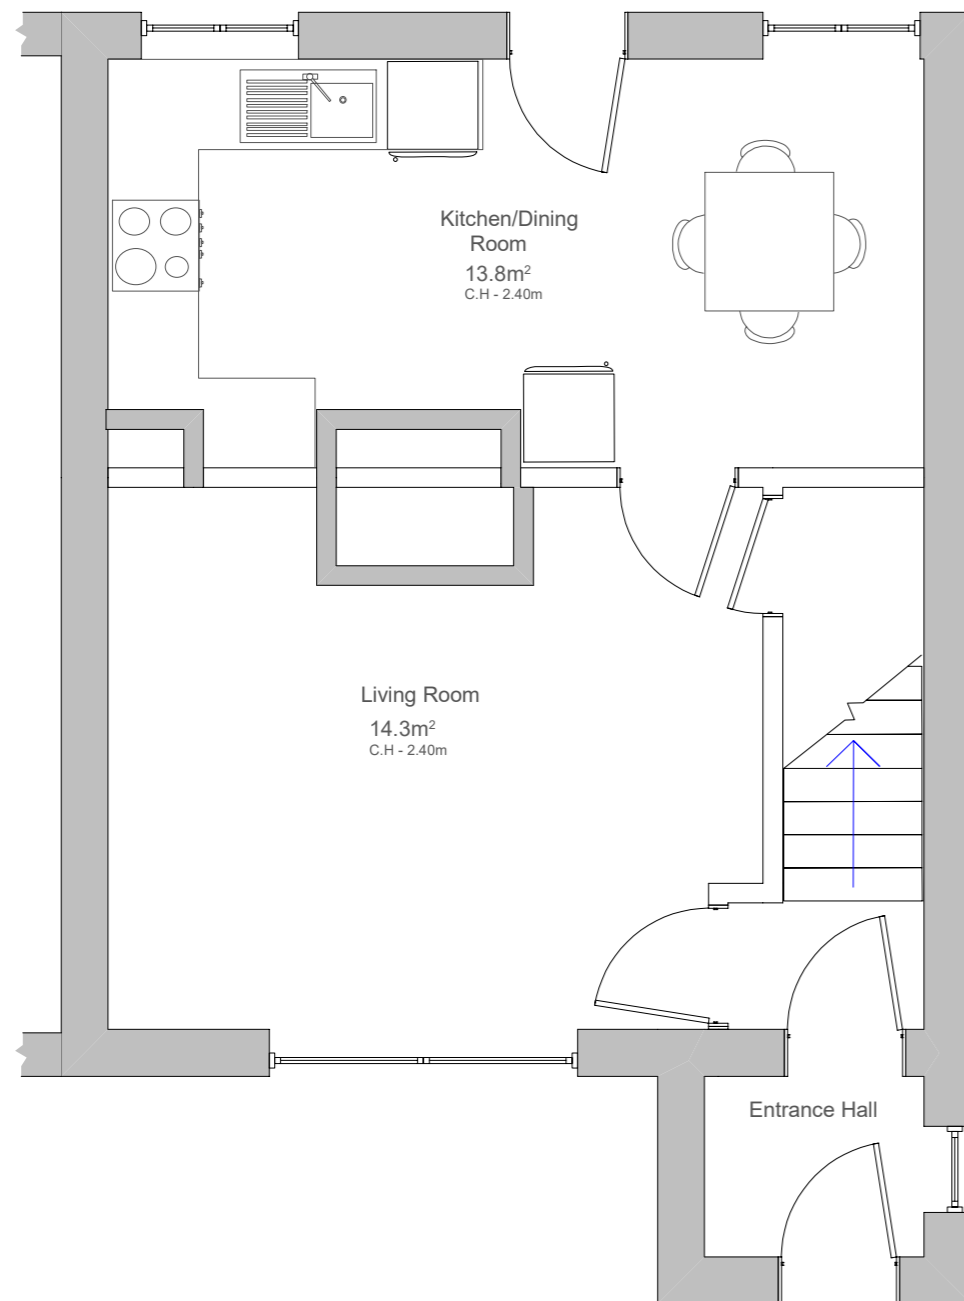 Kitchen/Dining
Room
13.8m²
C.H - 2.40m
Living Room
14.3m²
C.H - 2.40m
Entrance Hall